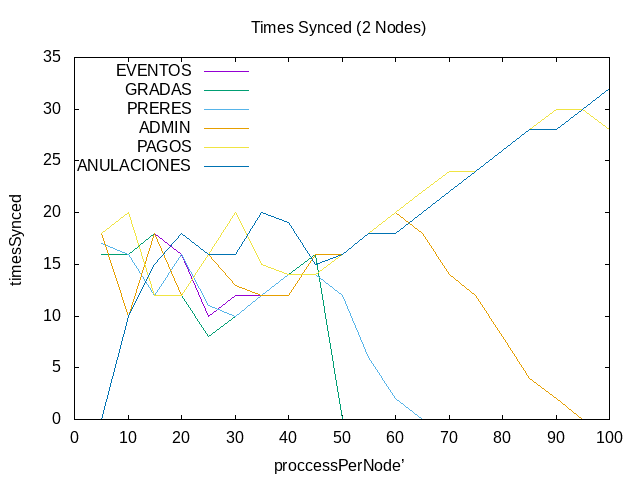 Times Synced (2 Nodes)
35
30
25
20
15
10
5
0
timesSynced
EVENTOS
GRADAS
PRERES
ADMIN
PAGOS
ANULACIONES
0 10 20 30 40 50 60 70 80 90 100
proccessPerNode'